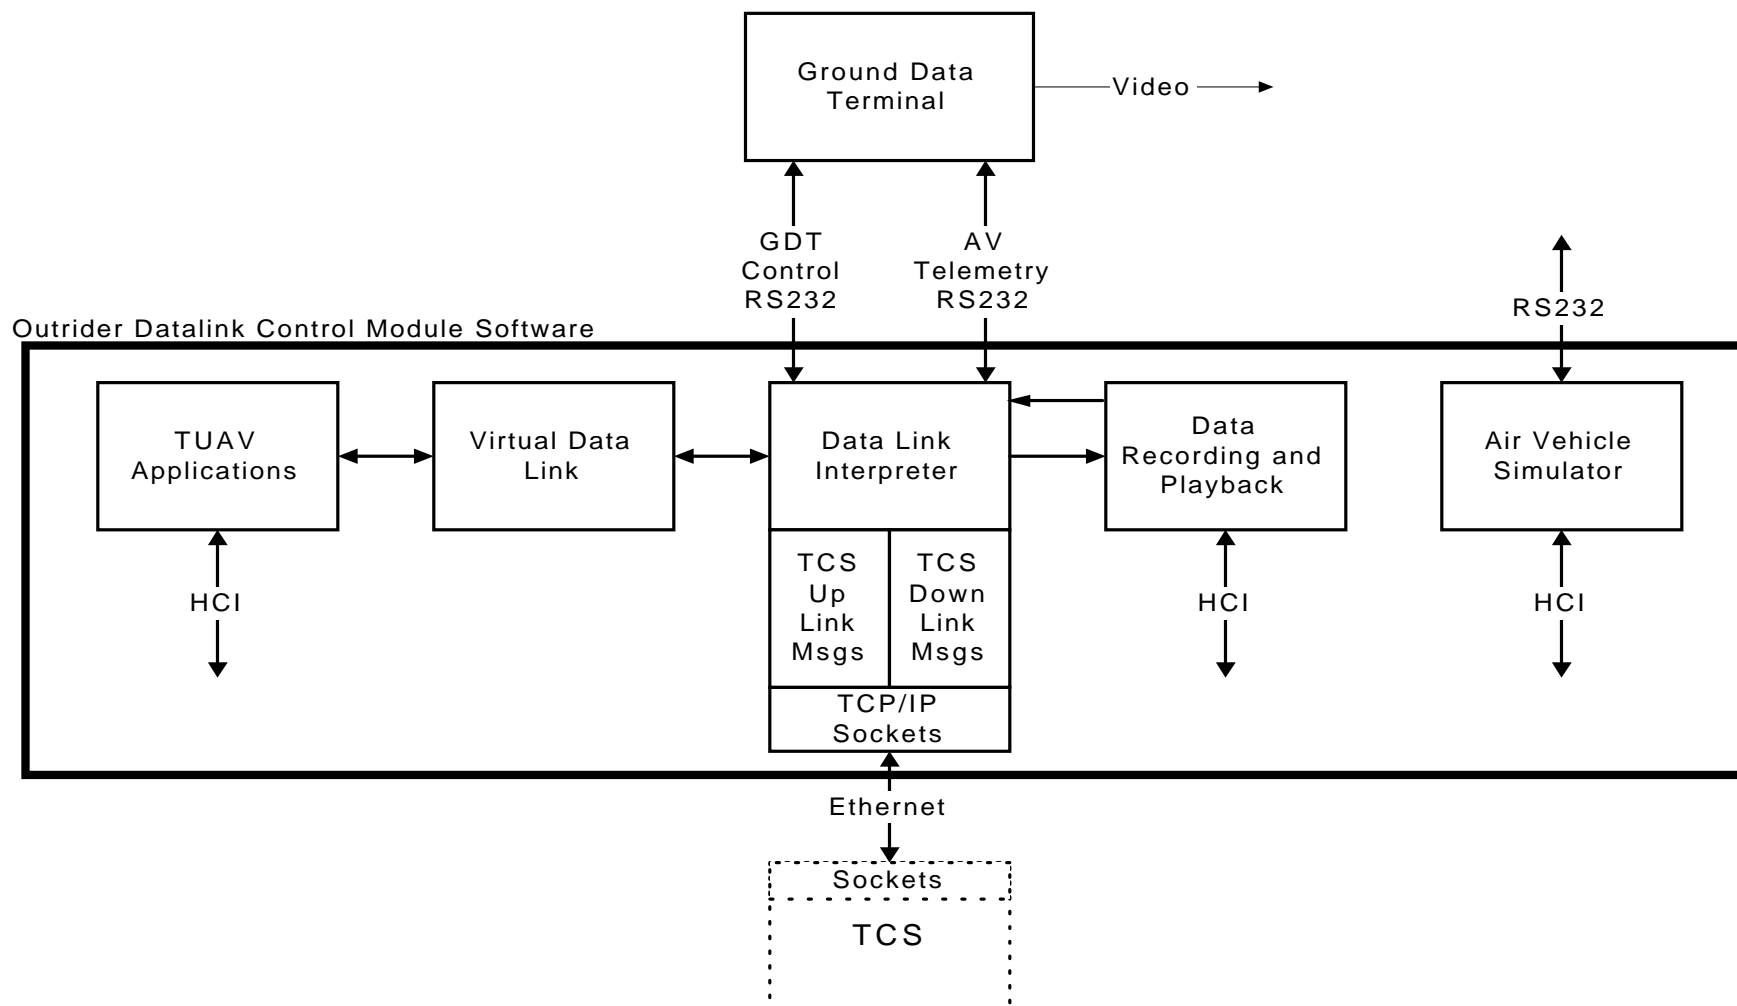 Ground Data
Terminal
Video
GDT
Control
RS232
AV
Telemetry
RS232
RS232
Outrider Datalink Control Module Software
TUAV
Applications
Virtual Data
Link
Data Link
Interpreter
Data
Recording and
Playback
Air Vehicle
Simulator
TCS
Up
Link
Msgs
TCS
Down
Link
Msgs
HCI
HCI
HCI
TCP/IP
Sockets
Ethernet
Sockets
TCS